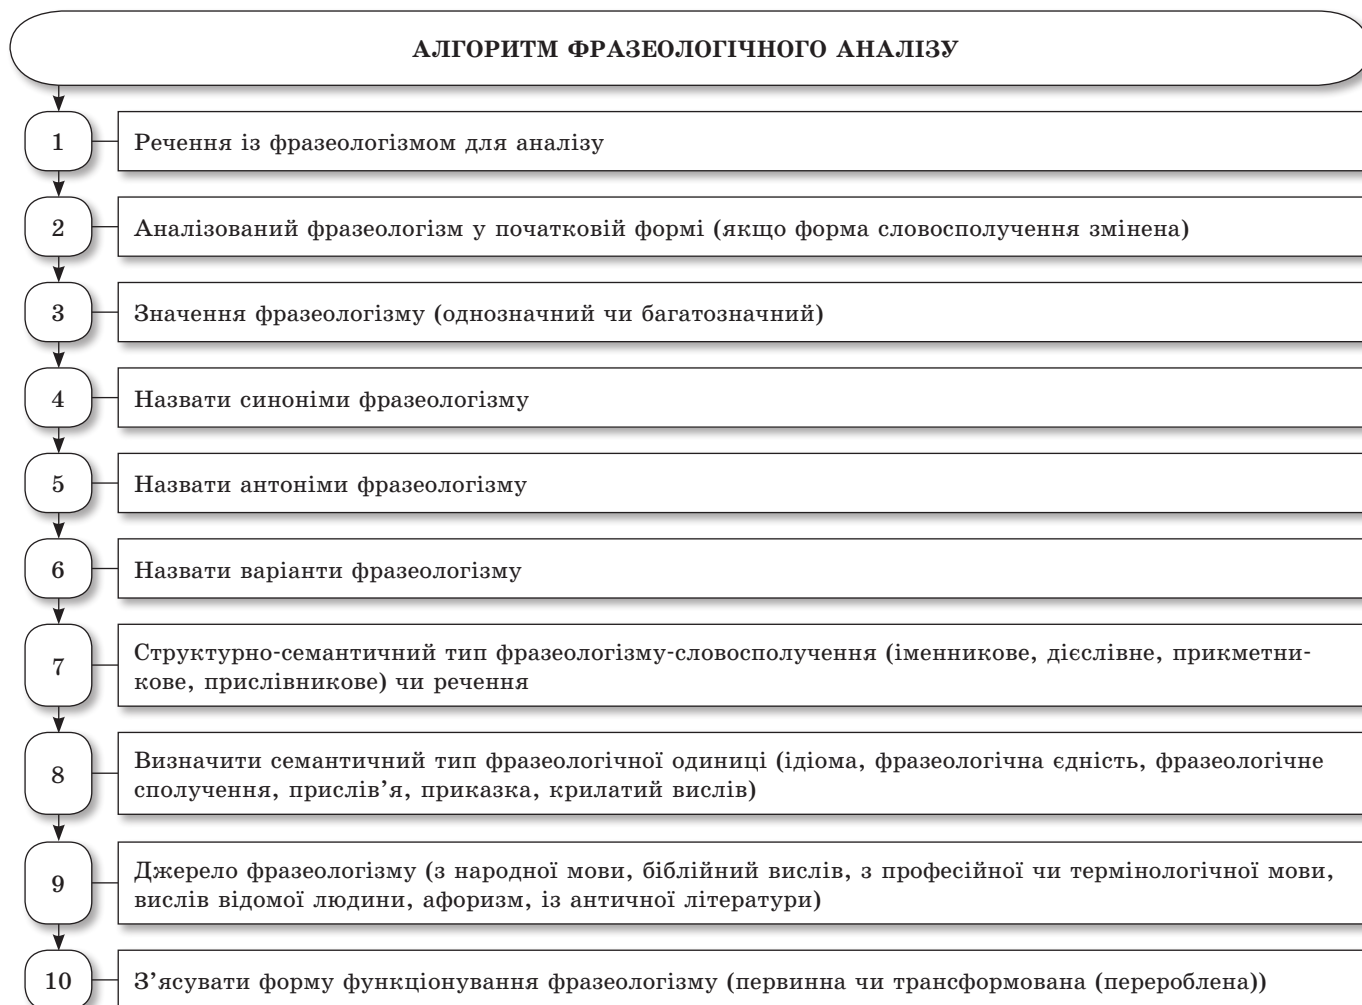 АЛГОРИТМ ФРАЗЕОЛОГІЧНОГО АНАЛІЗУ
1
Речення із фразеологізмом для аналізу
2
Аналізований фразеологізм у початковій формі (якщо форма словосполучення змінена)
3
Значення фразеологізму (однозначний чи багатозначний)
4
Назвати синоніми фразеологізму
5
Назвати антоніми фразеологізму
6
Назвати варіанти фразеологізму
7
Структурно-семантичний тип фразеологізму-словосполучення (іменникове, дієслівне, прикметни-
кове, прислівникове) чи речення
8
Визначити семантичний тип фразеологічної одиниці (ідіома, фразеологічна єдність, фразеологічне
сполучення, прислів’я, приказка, крилатий вислів)
9
Джерело фразеологізму (з народної мови, біблійний вислів, з професійної чи термінологічної мови,
вислів відомої людини, афоризм, із античної літератури)
10
З’ясувати форму функціонування фразеологізму (первинна чи трансформована (перероблена))